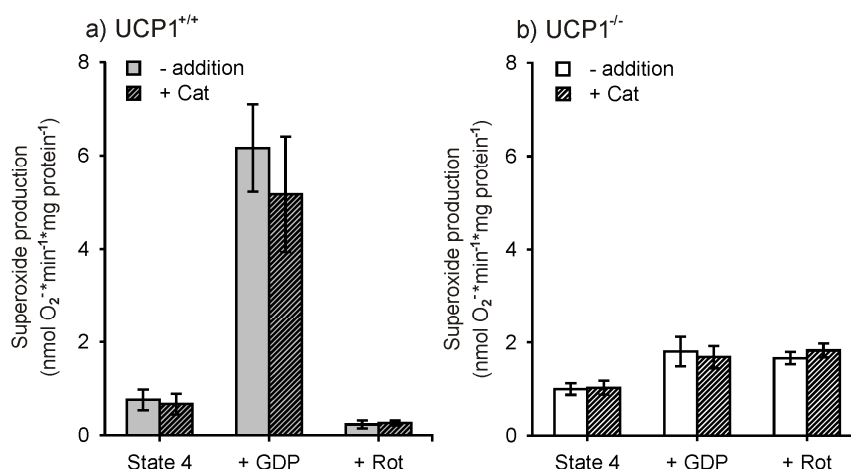 a) UCP1+/+
8
6
4
2
0
- addition
+ Cat
Superoxide production
(nmol O2-*min-1*mg protein-1)
State 4
+ GDP
+ Rot
b) UCP1-/-
8
6
4
2
0
- addition
+ Cat
Superoxide production
(nmol O2-*min-1*mg protein-1)
State 4
+ GDP
+ Rot